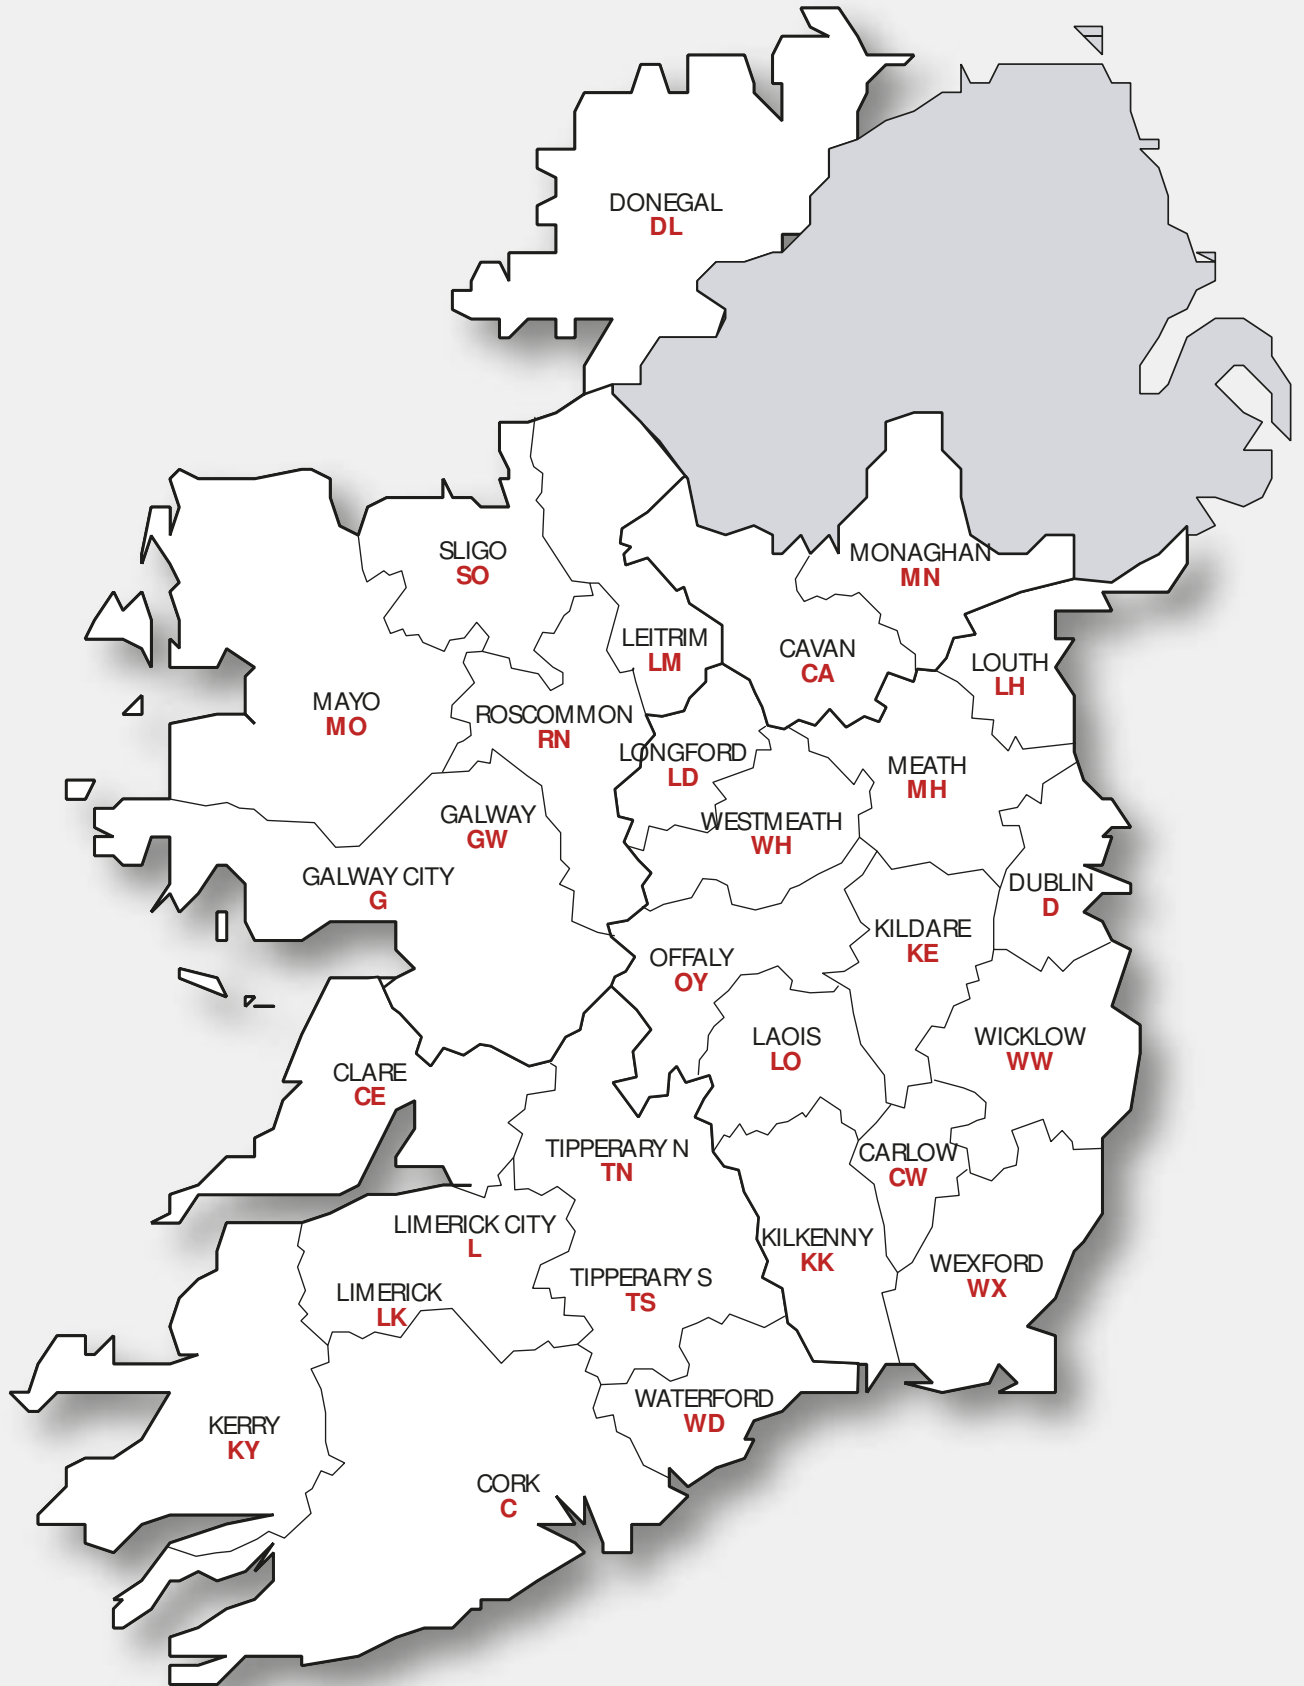 DONEGAL
DL
SLIGO
SO
MONAGHAN
MN
LEITRIM
LM
CAVAN
CA
LOUTH
LH
MAYO
MO
ROSCOMMON
RN
LONGFORD
LD
MEATH
MH
GALWAY
GW
WESTMEATH
WH
GALWAY CITY
G
DUBLIN
D
KILDARE
KE
OFFALY
OY
LAOIS
LO
WICKLOW
WW
CLARE
CE
TIPPERARY N
TN
CARLOW
CW
LIMERICK CITY
L
KILKENNY
KK
WEXFORD
WX
TIPPERARY S
TS
LIMERICK
LK
WATERFORD
WD
KERRY
KY
CORK
C